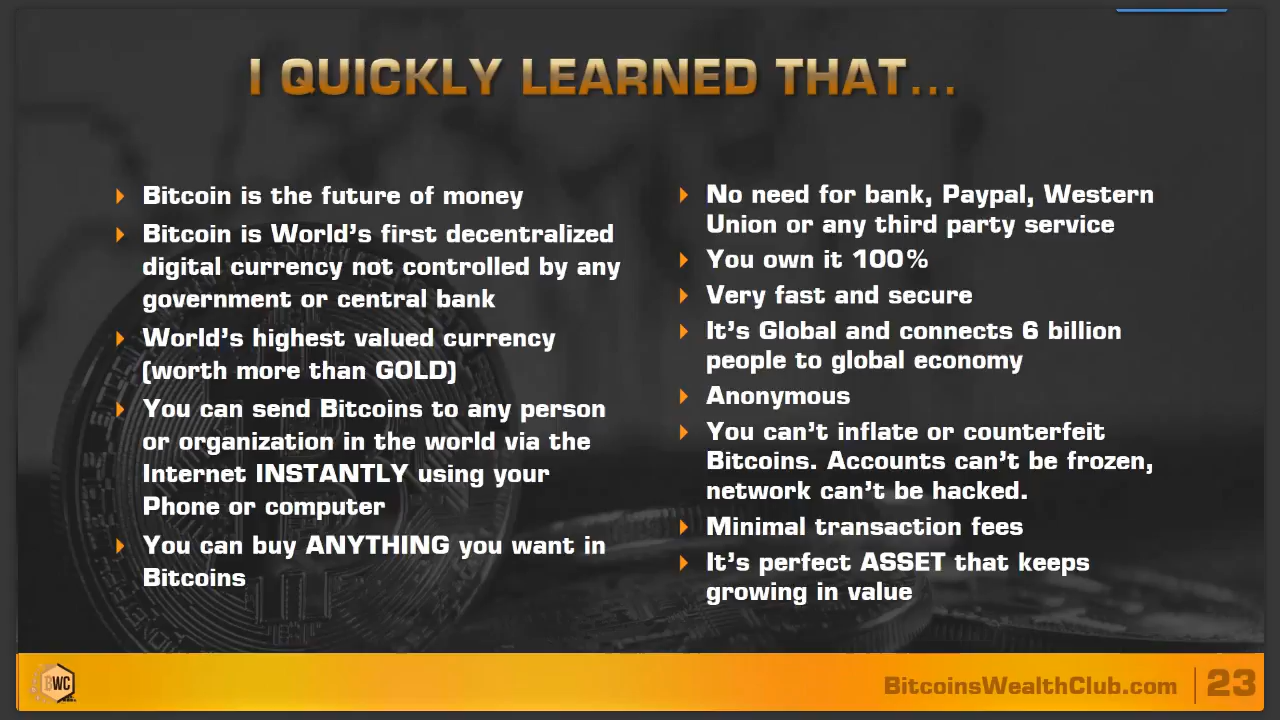 I QUICKLY LEARNED THAT...
Bitcoin is the future of money
Bitcoin is World's first decentralized
digital currency not controlled by any
government or central bank
World's highest valued currency
(worth more than GOLD)
You can send Bitcoins to any person
or organization in the world via the
Internet INSTANTLY using your
Phone or computer
You can buy ANYTHING you want in
Bitcoins
No need for bank, Paypal, Western
Union or any third party service
You own it 100%
Very fast and secure
It's Global and connects 6 billion
people to global economy
Anonymous
You can't inflate or counterfeit
Bitcoins. Accounts can't be frozen,
network can't be hacked.
Minimal transaction fees
It's perfect ASSET that keeps
growing in value
BWC
BitcoinsWealthClub.com
23